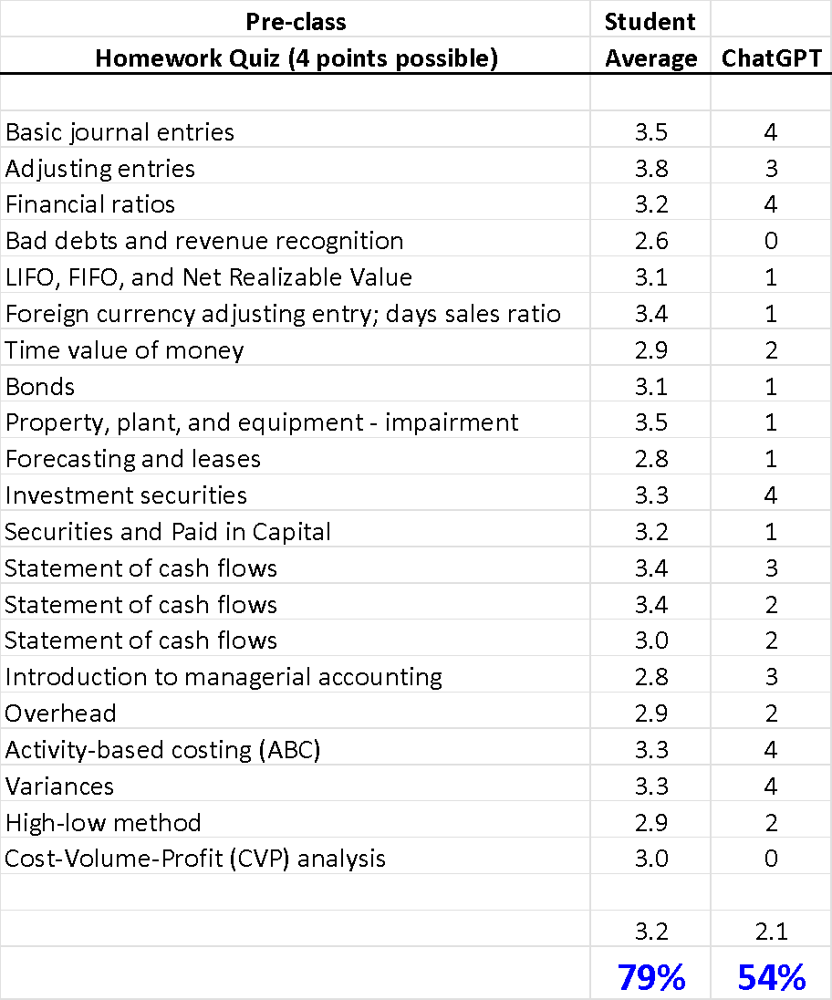 Pre-class Student
Homework Quiz (4 points possible) Average ChatGPT
Basic journal entries 3.5 4
Adjusting entries 3.8 3
Financial ratios 3.2 4
Bad debts and revenue recognition 2.6 0
LIFO, FIFO, and Net Realizable Value 3.1 1
Foreign currency adjusting entry; days sales ratio 3.4 1
Time value of money 2.9 2
Bonds 3.1 1
Property, plant, and equipment - impairment 3.5 1
Forecasting and leases 2.8 1
Investment securities 3.3 4
Securities and Paid in Capital 3.2 1
Statement of cash flows 3.4 3
Statement of cash flows 3.4 2
Statement of cash flows 3.0 2
Introduction to managerial accounting 2.8 3
Overhead 2.9 2
Activity-based costing (ABC) 3.3 4
Variances 3.3 4
High-low method 2.9 2
Cost-Volume-Profit (CVP) analysis 3.0 0
3.2 2.1
79% 54%